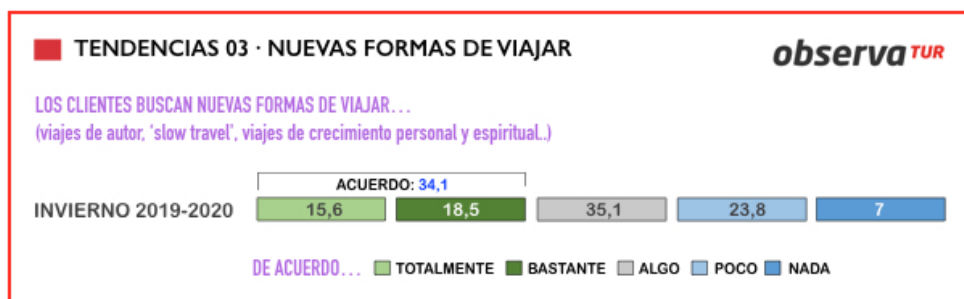 TENDENCIAS 03 · NUEVAS FORMAS DE VIAJAR
observaTUR
LOS CLIENTES BUSCAN NUEVAS FORMAS DE VIAJAR...
(viajes de autor, 'slow travel', viajes de crecimiento personal y espiritual..)
ACUERDO: 34,1
INVIERNO 2019-2020 15,6 18,5 35,1 23,8 7
DE ACUERDO... TOTALMENTE BASTANTE ALGO POCO NADA